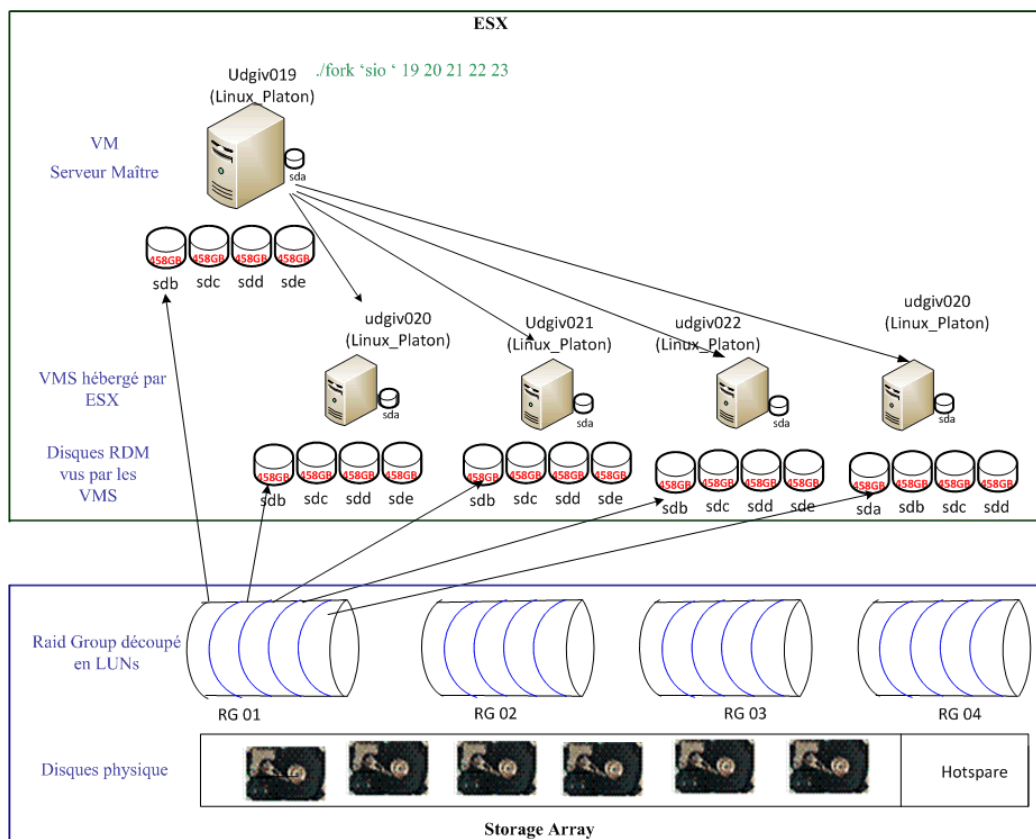 ESX
./fork ‘sio ‘ 19 20 21 22 23
Udgiv019
(Linux_Platon)
VM
Serveur Maître
sda
458GB 458GB 458GB 458GB
sdb sdc sdd sde
udgiv020
(Linux_Platon)
Udgiv021
(Linux_Platon)
udgiv022
(Linux_Platon)
udgiv020
(Linux_Platon)
VMS hébergé par
ESX
sda
sda
sda
sda
Disques RDM
vus par les
VMS
458GB 458GB 458GB 458GB
sdb sdc sdd sde
458GB 458GB 458GB 458GB
sdb sdc sdd sde
458GB 458GB 458GB 458GB
sdb sdc sdd sde
458GB 458GB 458GB 458GB
sda sdb sdc sdd
Raid Group découpé
en LUNs
RG 01
RG 02
RG 03
RG 04
Disques physique
Hotspare
Storage Array